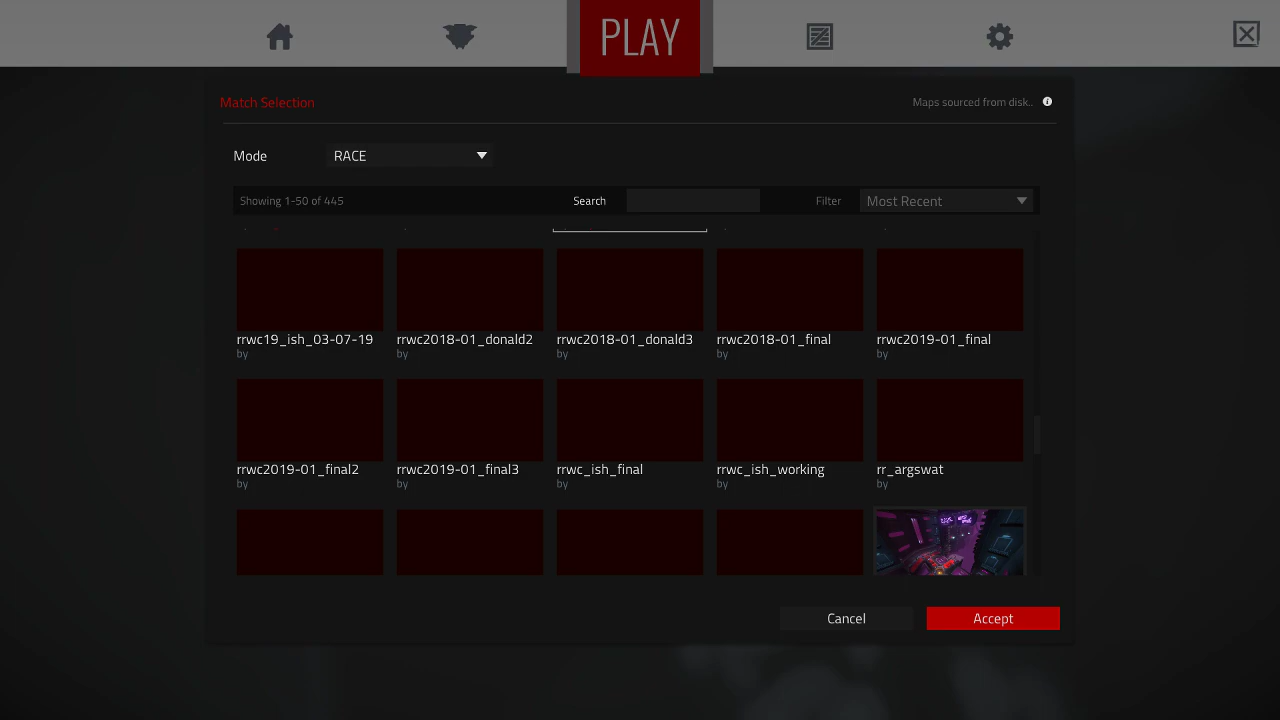 PLAY
Match Selection
Maps sourced from disk..
Mode
RACE
Showing 1-50 of 445
Search
Filter
Most Recent
rrwc19_ish_03-07-19
rrwc2018-01_donald2
rrwc2018-01_donald3
rrwc2018-01_final
rrwc2019-01_final
by
by
by
by
by
rrwc2019-01_final2
rrwc2019-01_final3
rrwc_ish_final
rrwc_ish_working
rr_argswat
by
by
by
by
by
Cancel
Accept